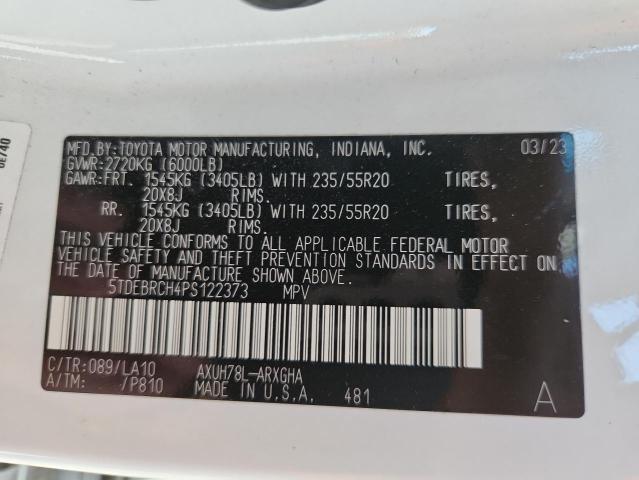 MFD.BY:TOYOTA MOTOR MANUFACTURING, INDIANA, INC. 03/23
GVWR:2720KG (6000LB)
GAWR:FRT. 1545KG (3405LB) WITH 235/55R20 TIRES,
20X8J RIMS.
RR. 1545KG (3405LB) WITH 235/55R20 TIRES,
20X8J RIMS.
THIS VEHICLE CONFORMS TO ALL APPLICABLE FEDERAL MOTOR
VEHICLE SAFETY AND THEFT PREVENTION STANDARDS IN EFFECT ON
THE DATE OF MANUFACTURE SHOWN ABOVE.
5TDEBRCH4PS122373 MPV
C/TR:089/LA10 AXUH78L-ARXGHA
A/TM: /P810 MADE IN U.S.A. 481 A
0E/40